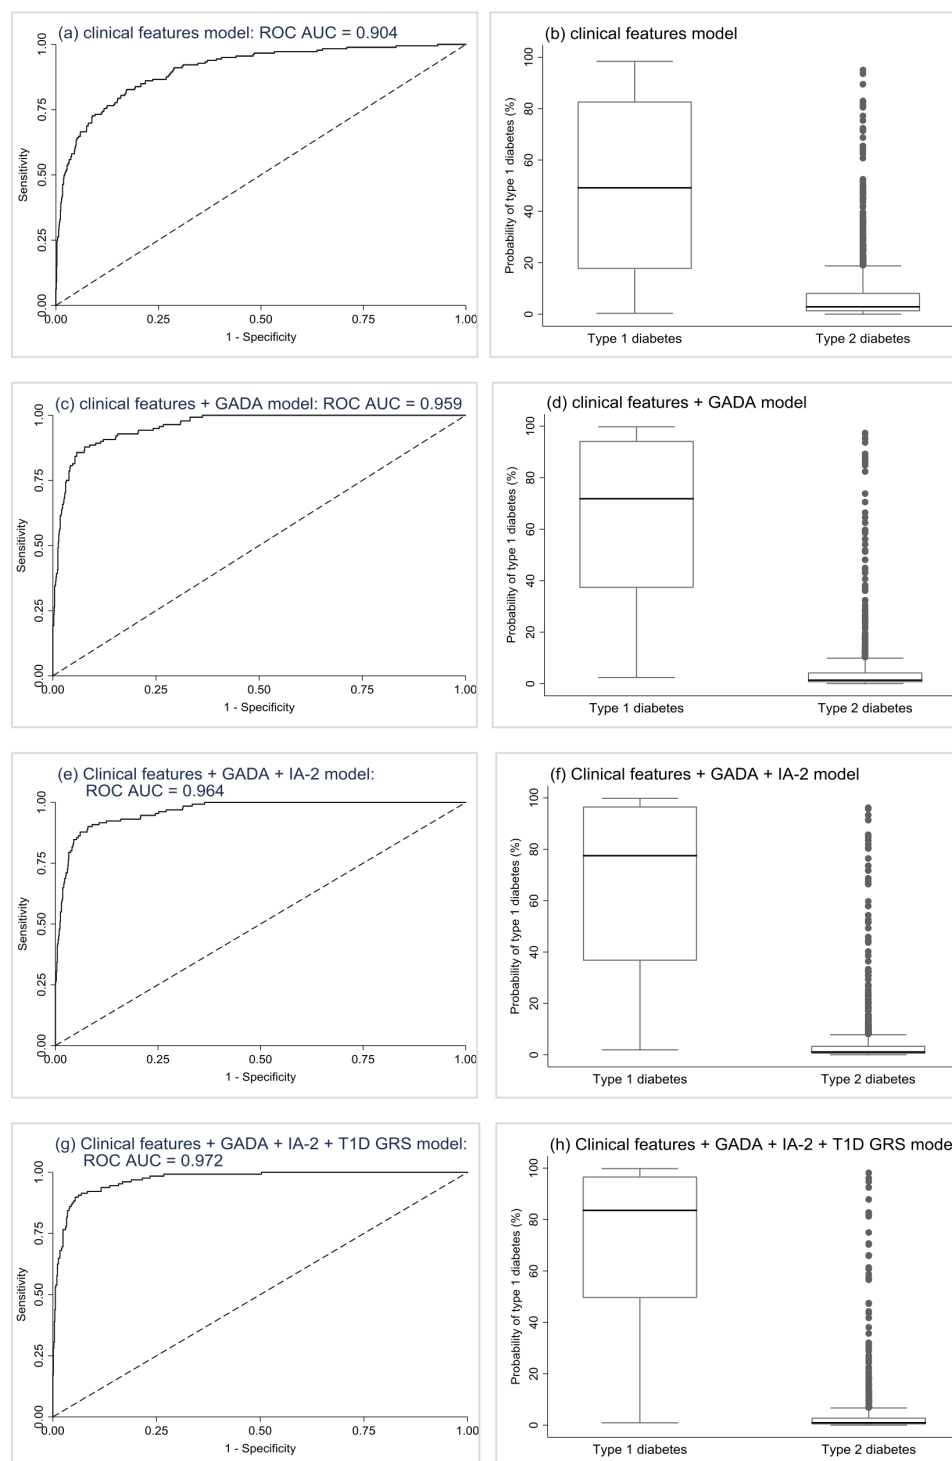 (a) clinical features model: ROC AUC = 0.904
Sensitivity
1.00
0.75
0.50
0.25
0.00
0.00 0.25 0.50 0.75 1.00
1 - Specificity
(b) clinical features model
Probability of type 1 diabetes (%)
100
80
60
40
20
0
Type 1 diabetes Type 2 diabetes
(c) clinical features + GADA model: ROC AUC = 0.959
Sensitivity
1.00
0.75
0.50
0.25
0.00
0.00 0.25 0.50 0.75 1.00
1 - Specificity
(d) clinical features + GADA model
Probability of type 1 diabetes (%)
100
80
60
40
20
0
Type 1 diabetes Type 2 diabetes
(e) Clinical features + GADA + IA-2 model:
ROC AUC = 0.964
Sensitivity
1.00
0.75
0.50
0.25
0.00
0.00 0.25 0.50 0.75 1.00
1 - Specificity
(f) Clinical features + GADA + IA-2 model
Probability of type 1 diabetes (%)
100
80
60
40
20
0
Type 1 diabetes Type 2 diabetes
(g) Clinical features + GADA + IA-2 + T1D GRS model:
ROC AUC = 0.972
Sensitivity
1.00
0.75
0.50
0.25
0.00
0.00 0.25 0.50 0.75 1.00
1 - Specificity
(h) Clinical features + GADA + IA-2 + T1D GRS mode
Probability of type 1 diabetes (%)
100
80
60
40
20
0
Type 1 diabetes Type 2 diabetes